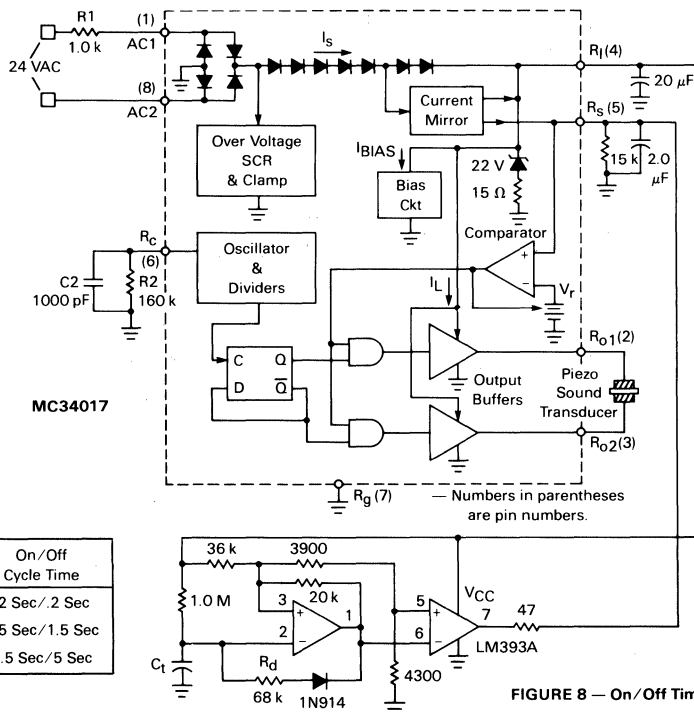 R1
1.0 k
(1)
AC1
24 VAC
(8)
AC2
I_S
R_I (4)
20 μF
Current
Mirror
R_S (5)
15 k
2.0
μF
Over Voltage
SCR
& Clamp
I_BIAS
Bias
Ckt
22 V
15 Ω
Comparator
+
−
V_r
R_c
(6)
C2
1000 pF
R2
160 k
Oscillator
&
Dividers
I_L
C
Q
D
Q̅
Output
Buffers
R_o1(2)
Piezo
Sound
Transducer
R_o2(3)
MC34017
R_g (7)
— Numbers in parentheses
are pin numbers.
On/Off
Cycle Time
2 Sec/.2 Sec
5 Sec/1.5 Sec
.5 Sec/5 Sec
36 k
3900
20 k
1.0 M
3
+
2
−
1
5
+
6
−
V_CC
7
47
LM393A
C_t
R_d
68 k
1N914
4300
FIGURE 8 — On/Off Tim